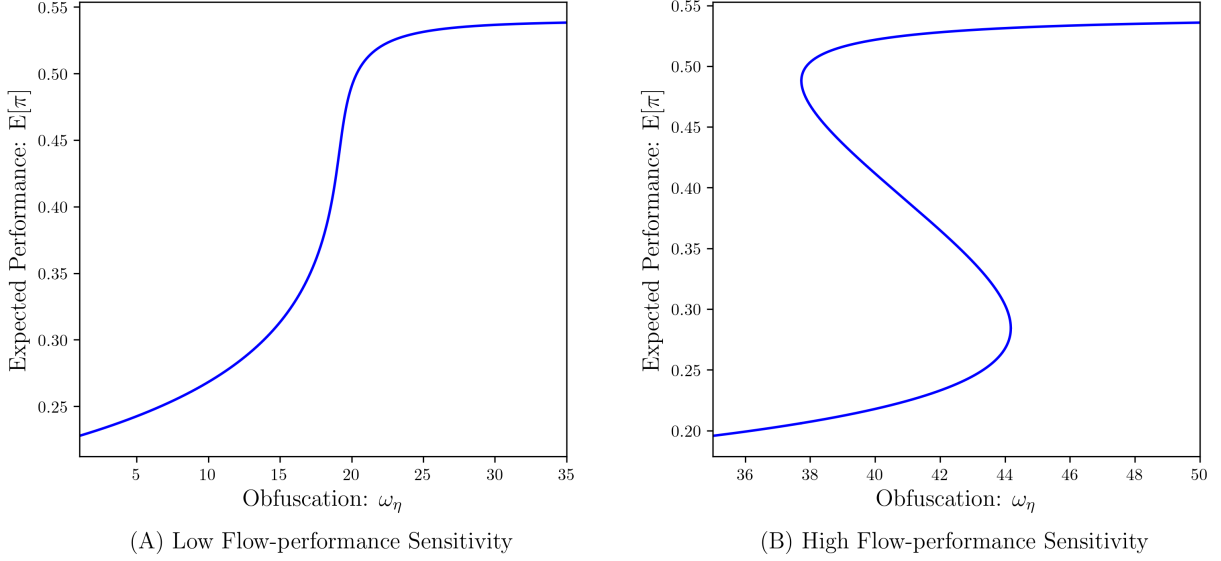 0.55
0.50
0.45
0.40
0.35
0.30
0.25
Expected Performance: E[π]
5 10 15 20 25 30 35
Obfuscation: ω_η
(A) Low Flow-performance Sensitivity
0.55
0.50
0.45
0.40
0.35
0.30
0.25
0.20
Expected Performance: E[π]
36 38 40 42 44 46 48 50
Obfuscation: ω_η
(B) High Flow-performance Sensitivity